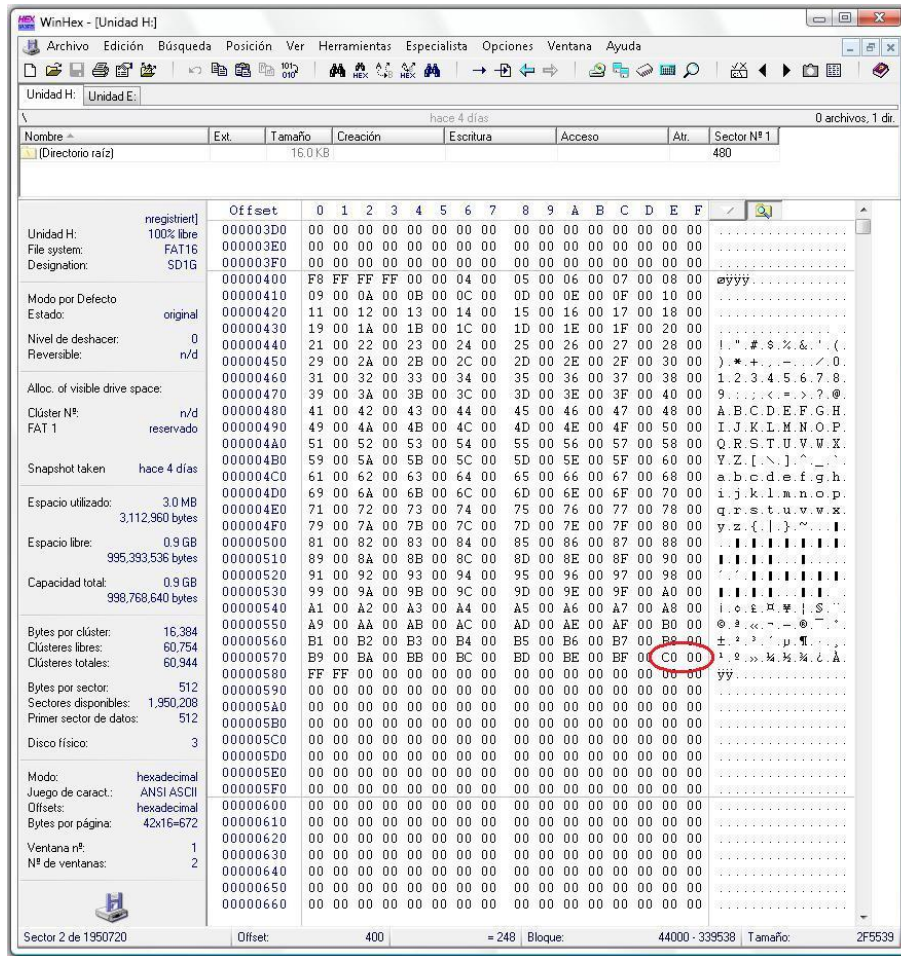 WinHex - [Unidad H:]
Archivo Edición Búsqueda Posición Ver Herramientas Especialista Opciones Ventana Ayuda
Unidad H: Unidad E:
\ hace 4 días 0 archivos, 1 dir.
Nombre Ext. Tamaño Creación Escritura Acceso Atr. Sector Nº 1
(Directorio raíz) 16.0 KB 480
nregistriert]
Unidad H: 100% libre
File system: FAT16
Designation: SD1G
Modo por Defecto
Estado: original
Nivel de deshacer: 0
Reversible: n/d
Alloc. of visible drive space:
Clúster Nº: n/d
FAT 1 reservado
Snapshot taken hace 4 días
Espacio utilizado: 3.0 MB
3,112,960 bytes
Espacio libre: 0.9 GB
995,393,536 bytes
Capacidad total: 0.9 GB
998,768,640 bytes
Bytes por clúster: 16,384
Clústeres libres: 60,754
Clústeres totales: 60,944
Bytes por sector: 512
Sectores disponibles: 1,950,208
Primer sector de datos: 512
Disco físico: 3
Modo: hexadecimal
Juego de caract.: ANSI ASCII
Offsets: hexadecimal
Bytes por página: 42x16=672
Ventana nº: 1
Nº de ventanas: 2
Offset 0 1 2 3 4 5 6 7 8 9 A B C D E F
000003D0 00 00 00 00 00 00 00 00 00 00 00 00 00 00 00 00
000003E0 00 00 00 00 00 00 00 00 00 00 00 00 00 00 00 00
000003F0 00 00 00 00 00 00 00 00 00 00 00 00 00 00 00 00
00000400 F8 FF FF FF 00 00 04 00 05 00 06 00 07 00 08 00 øÿÿÿ
00000410 09 00 0A 00 0B 00 0C 00 0D 00 0E 00 0F 00 10 00
00000420 11 00 12 00 13 00 14 00 15 00 16 00 17 00 18 00
00000430 19 00 1A 00 1B 00 1C 00 1D 00 1E 00 1F 00 20 00
00000440 21 00 22 00 23 00 24 00 25 00 26 00 27 00 28 00 !.".#.$.%.&.'.(.
00000450 29 00 2A 00 2B 00 2C 00 2D 00 2E 00 2F 00 30 00 ).*.+.,.-.../.0.
00000460 31 00 32 00 33 00 34 00 35 00 36 00 37 00 38 00 1.2.3.4.5.6.7.8.
00000470 39 00 3A 00 3B 00 3C 00 3D 00 3E 00 3F 00 40 00 9.:.;.<.=.>.?.@.
00000480 41 00 42 00 43 00 44 00 45 00 46 00 47 00 48 00 A.B.C.D.E.F.G.H.
00000490 49 00 4A 00 4B 00 4C 00 4D 00 4E 00 4F 00 50 00 I.J.K.L.M.N.O.P.
000004A0 51 00 52 00 53 00 54 00 55 00 56 00 57 00 58 00 Q.R.S.T.U.V.W.X.
000004B0 59 00 5A 00 5B 00 5C 00 5D 00 5E 00 5F 00 60 00 Y.Z.[.\.].^._.`.
000004C0 61 00 62 00 63 00 64 00 65 00 66 00 67 00 68 00 a.b.c.d.e.f.g.h.
000004D0 69 00 6A 00 6B 00 6C 00 6D 00 6E 00 6F 00 70 00 i.j.k.l.m.n.o.p.
000004E0 71 00 72 00 73 00 74 00 75 00 76 00 77 00 78 00 q.r.s.t.u.v.w.x.
000004F0 79 00 7A 00 7B 00 7C 00 7D 00 7E 00 7F 00 80 00 y.z.{.|.}.~...
00000500 81 00 82 00 83 00 84 00 85 00 86 00 87 00 88 00
00000510 89 00 8A 00 8B 00 8C 00 8D 00 8E 00 8F 00 90 00
00000520 91 00 92 00 93 00 94 00 95 00 96 00 97 00 98 00
00000530 99 00 9A 00 9B 00 9C 00 9D 00 9E 00 9F 00 A0 00
00000540 A1 00 A2 00 A3 00 A4 00 A5 00 A6 00 A7 00 A8 00 ¡.¢.£.¤.¥.¦.§.¨.
00000550 A9 00 AA 00 AB 00 AC 00 AD 00 AE 00 AF 00 B0 00 ©.ª.«.¬.-.®.¯.°.
00000560 B1 00 B2 00 B3 00 B4 00 B5 00 B6 00 B7 00 B8 00 ±.².³.´.µ.¶.·.¸.
00000570 B9 00 BA 00 BB 00 BC 00 BD 00 BE 00 BF 00 C0 00 ¹.º.».¼.½.¾.¿.À.
00000580 FF FF 00 00 00 00 00 00 00 00 00 00 00 00 00 00 ÿÿ
00000590 00 00 00 00 00 00 00 00 00 00 00 00 00 00 00 00
000005A0 00 00 00 00 00 00 00 00 00 00 00 00 00 00 00 00
000005B0 00 00 00 00 00 00 00 00 00 00 00 00 00 00 00 00
000005C0 00 00 00 00 00 00 00 00 00 00 00 00 00 00 00 00
000005D0 00 00 00 00 00 00 00 00 00 00 00 00 00 00 00 00
000005E0 00 00 00 00 00 00 00 00 00 00 00 00 00 00 00 00
000005F0 00 00 00 00 00 00 00 00 00 00 00 00 00 00 00 00
00000600 00 00 00 00 00 00 00 00 00 00 00 00 00 00 00 00
00000610 00 00 00 00 00 00 00 00 00 00 00 00 00 00 00 00
00000620 00 00 00 00 00 00 00 00 00 00 00 00 00 00 00 00
00000630 00 00 00 00 00 00 00 00 00 00 00 00 00 00 00 00
00000640 00 00 00 00 00 00 00 00 00 00 00 00 00 00 00 00
00000650 00 00 00 00 00 00 00 00 00 00 00 00 00 00 00 00
00000660 00 00 00 00 00 00 00 00 00 00 00 00 00 00 00 00
Sector 2 de 1950720 Offset: 400 = 248 Bloque: 44000 - 339538 Tamaño: 2F5539